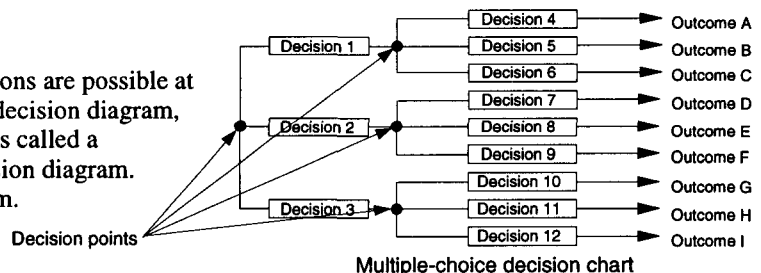 ons are possible at
decision diagram,
s called a
sion diagram.
m.
Decision points
Decision 1
Decision 2
Decision 3
Decision 4
Decision 5
Decision 6
Decision 7
Decision 8
Decision 9
Decision 10
Decision 11
Decision 12
Outcome A
Outcome B
Outcome C
Outcome D
Outcome E
Outcome F
Outcome G
Outcome H
Outcome I
Multiple-choice decision chart